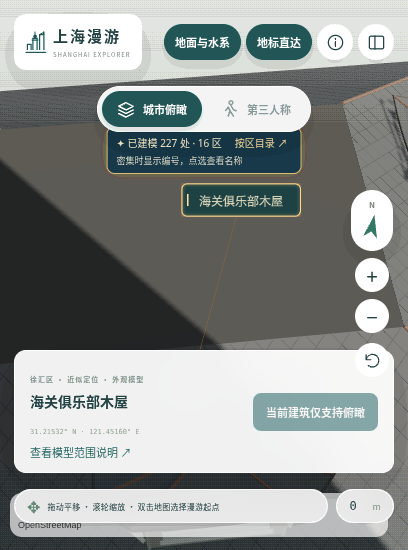 上海漫游
SHANGHAI EXPLORER
地面与水系
地标直达
城市俯瞰
第三人称
✦ 已建模 227 处 · 16 区 按区目录 ↗
密集时显示编号，点选查看名称
海关俱乐部木屋
N
+
−
徐汇区 · 近似定位 · 外观模型
海关俱乐部木屋
当前建筑仅支持俯瞰
31.21532° N · 121.45160° E
查看模型范围说明 ↗
拖动平移 · 滚轮缩放 · 双击地图选择漫游起点
0 m
OpenStreetMap